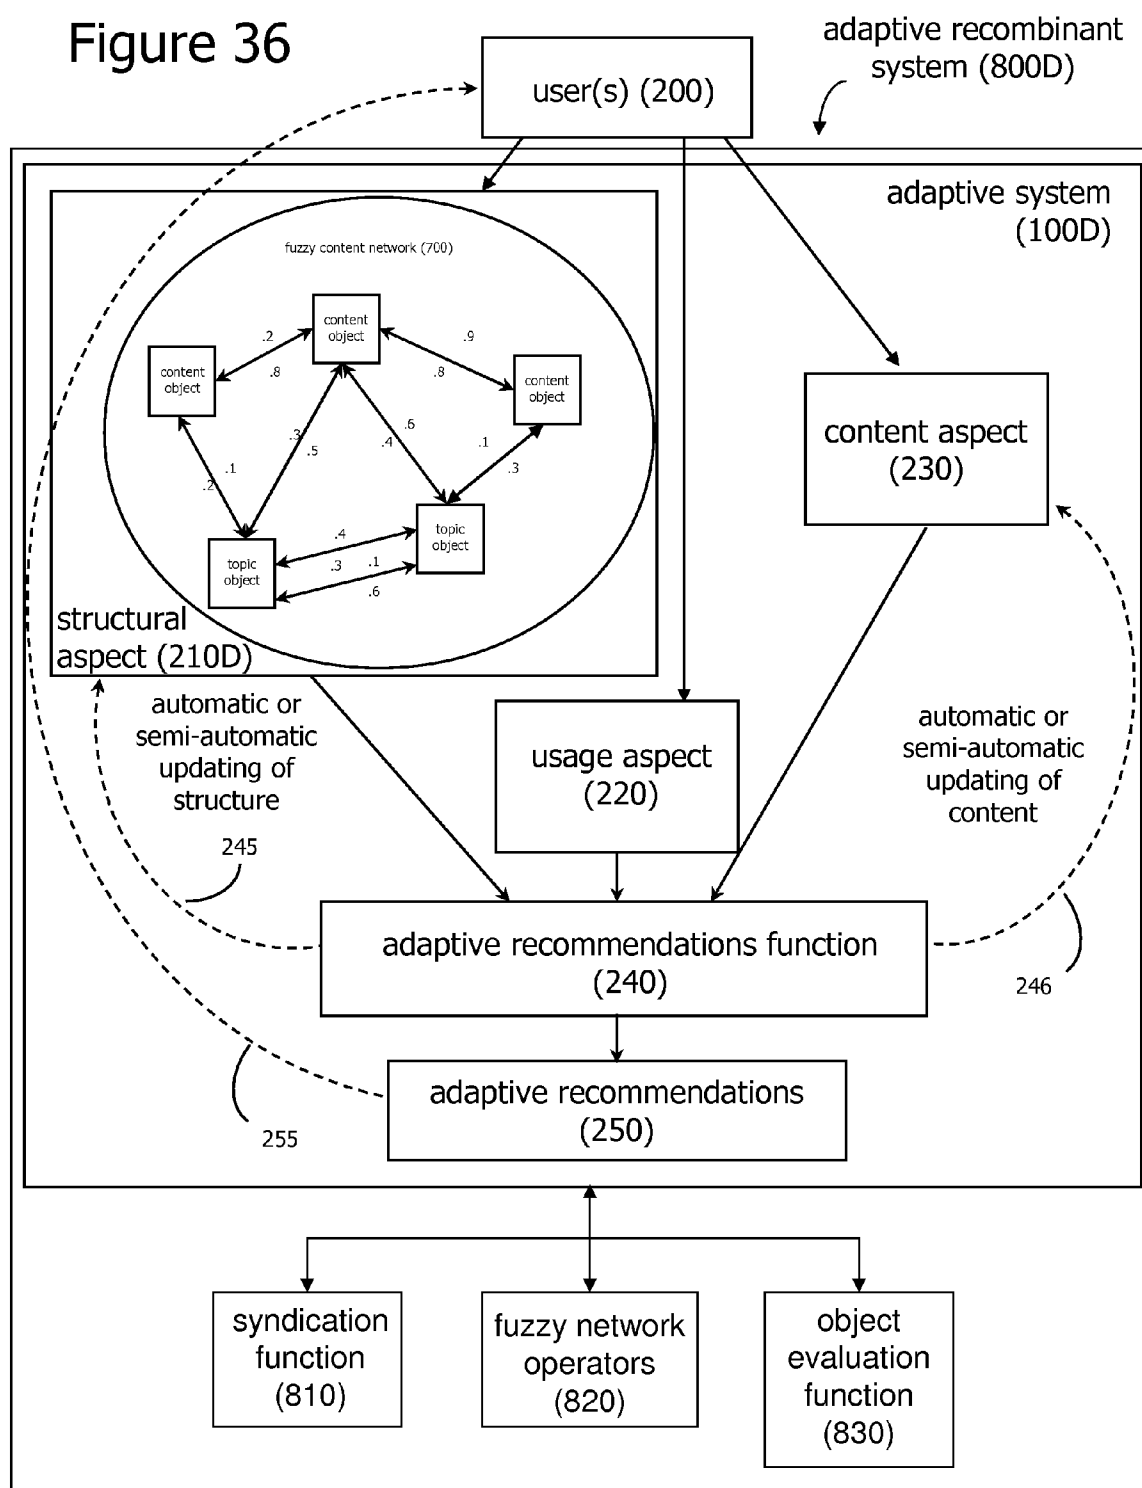 Figure 36
adaptive recombinant
system (800D)
user(s) (200)
adaptive system
(100D)
fuzzy content network (700)
content
object
content
object
content
object
.2
.8
.9
.8
.1
.2
.3
.5
.6
.4
.1
.3
topic
object
topic
object
.4
.3
.1
.6
structural
aspect (210D)
content aspect
(230)
automatic or
semi-automatic
updating of
structure
245
usage aspect
(220)
automatic or
semi-automatic
updating of
content
246
adaptive recommendations function
(240)
adaptive recommendations
(250)
255
syndication
function
(810)
fuzzy network
operators
(820)
object
evaluation
function
(830)